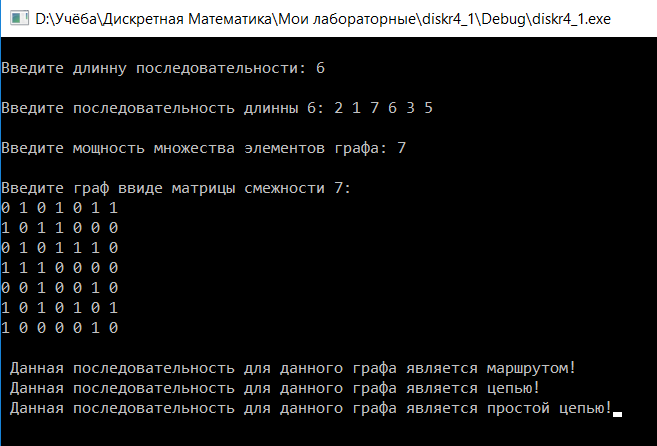 D:\Учёба\Дискретная Математика\Мои лабораторные\diskr4_1\Debug\diskr4_1.exe
Введите длинну последовательности: 6
Введите последовательность длинны 6: 2 1 7 6 3 5
Введите мощность множества элементов графа: 7
Введите граф ввиде матрицы смежности 7:
0 1 0 1 0 1 1
1 0 1 1 0 0 0
0 1 0 1 1 1 0
1 1 1 0 0 0 0
0 0 1 0 0 1 0
1 0 1 0 1 0 1
1 0 0 0 0 1 0
Данная последовательность для данного графа является маршрутом!
Данная последовательность для данного графа является цепью!
Данная последовательность для данного графа является простой цепью!